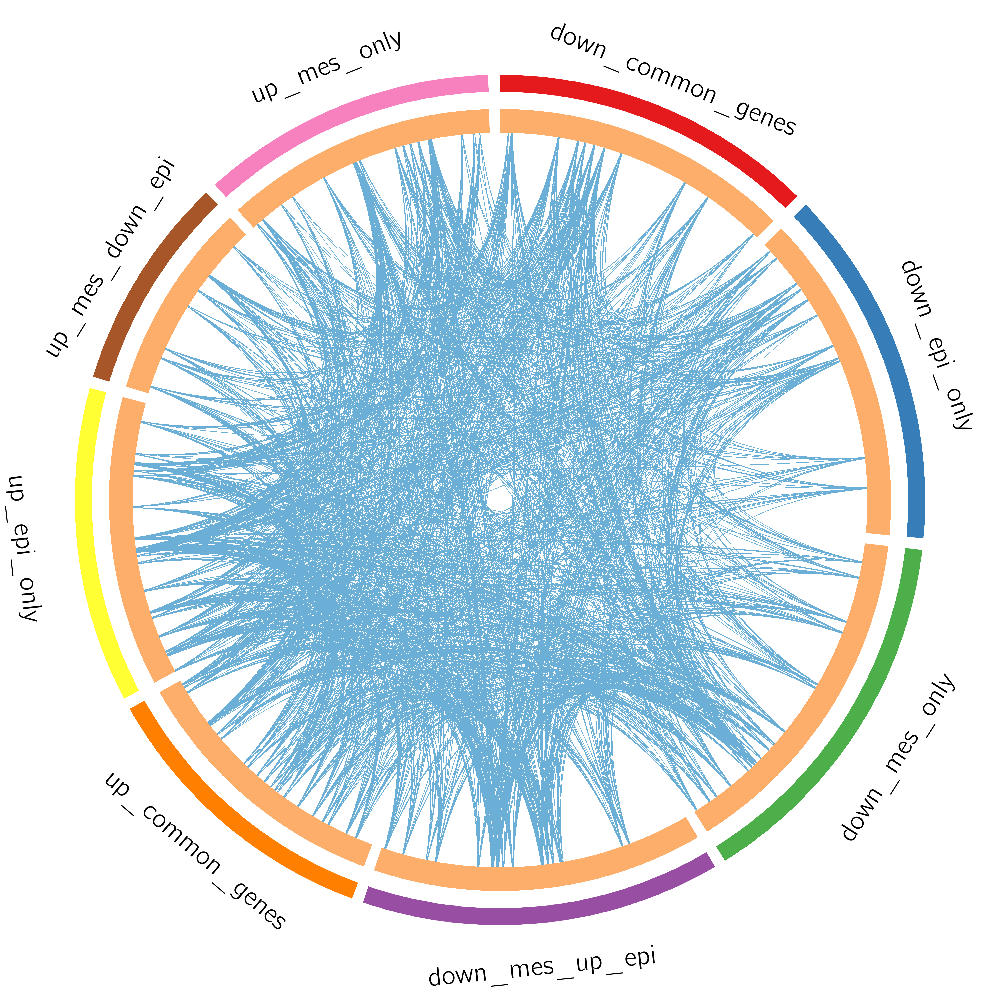 down_common_genes
down_epi_only
down_mes_only
down_mes_up_epi
up_common_genes
up_epi_only
up_mes_down_epi
up_mes_only